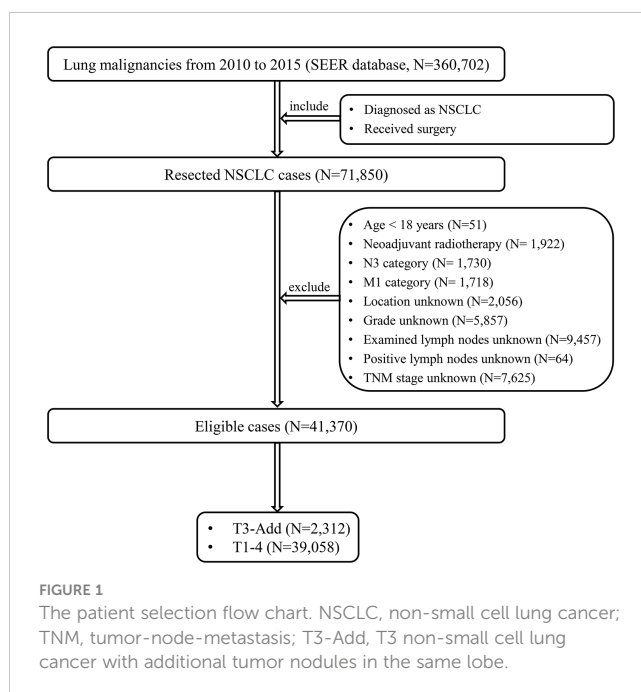 Lung malignancies from 2010 to 2015 (SEER database, N=360,702)
include
• Diagnosed as NSCLC
• Received surgery
Resected NSCLC cases (N=71,850)
exclude
• Age < 18 years (N=51)
• Neoadjuvant radiotherapy (N= 1,922)
• N3 category (N= 1,730)
• M1 category (N= 1,718)
• Location unknown (N=2,056)
• Grade unknown (N=5,857)
• Examined lymph nodes unknown (N=9,457)
• Positive lymph nodes unknown (N=64)
• TNM stage unknown (N=7,625)
Eligible cases (N=41,370)
• T3-Add (N=2,312)
• T1-4 (N=39,058)
FIGURE 1
The patient selection flow chart. NSCLC, non-small cell lung cancer;
TNM, tumor-node-metastasis; T3-Add, T3 non-small cell lung
cancer with additional tumor nodules in the same lobe.